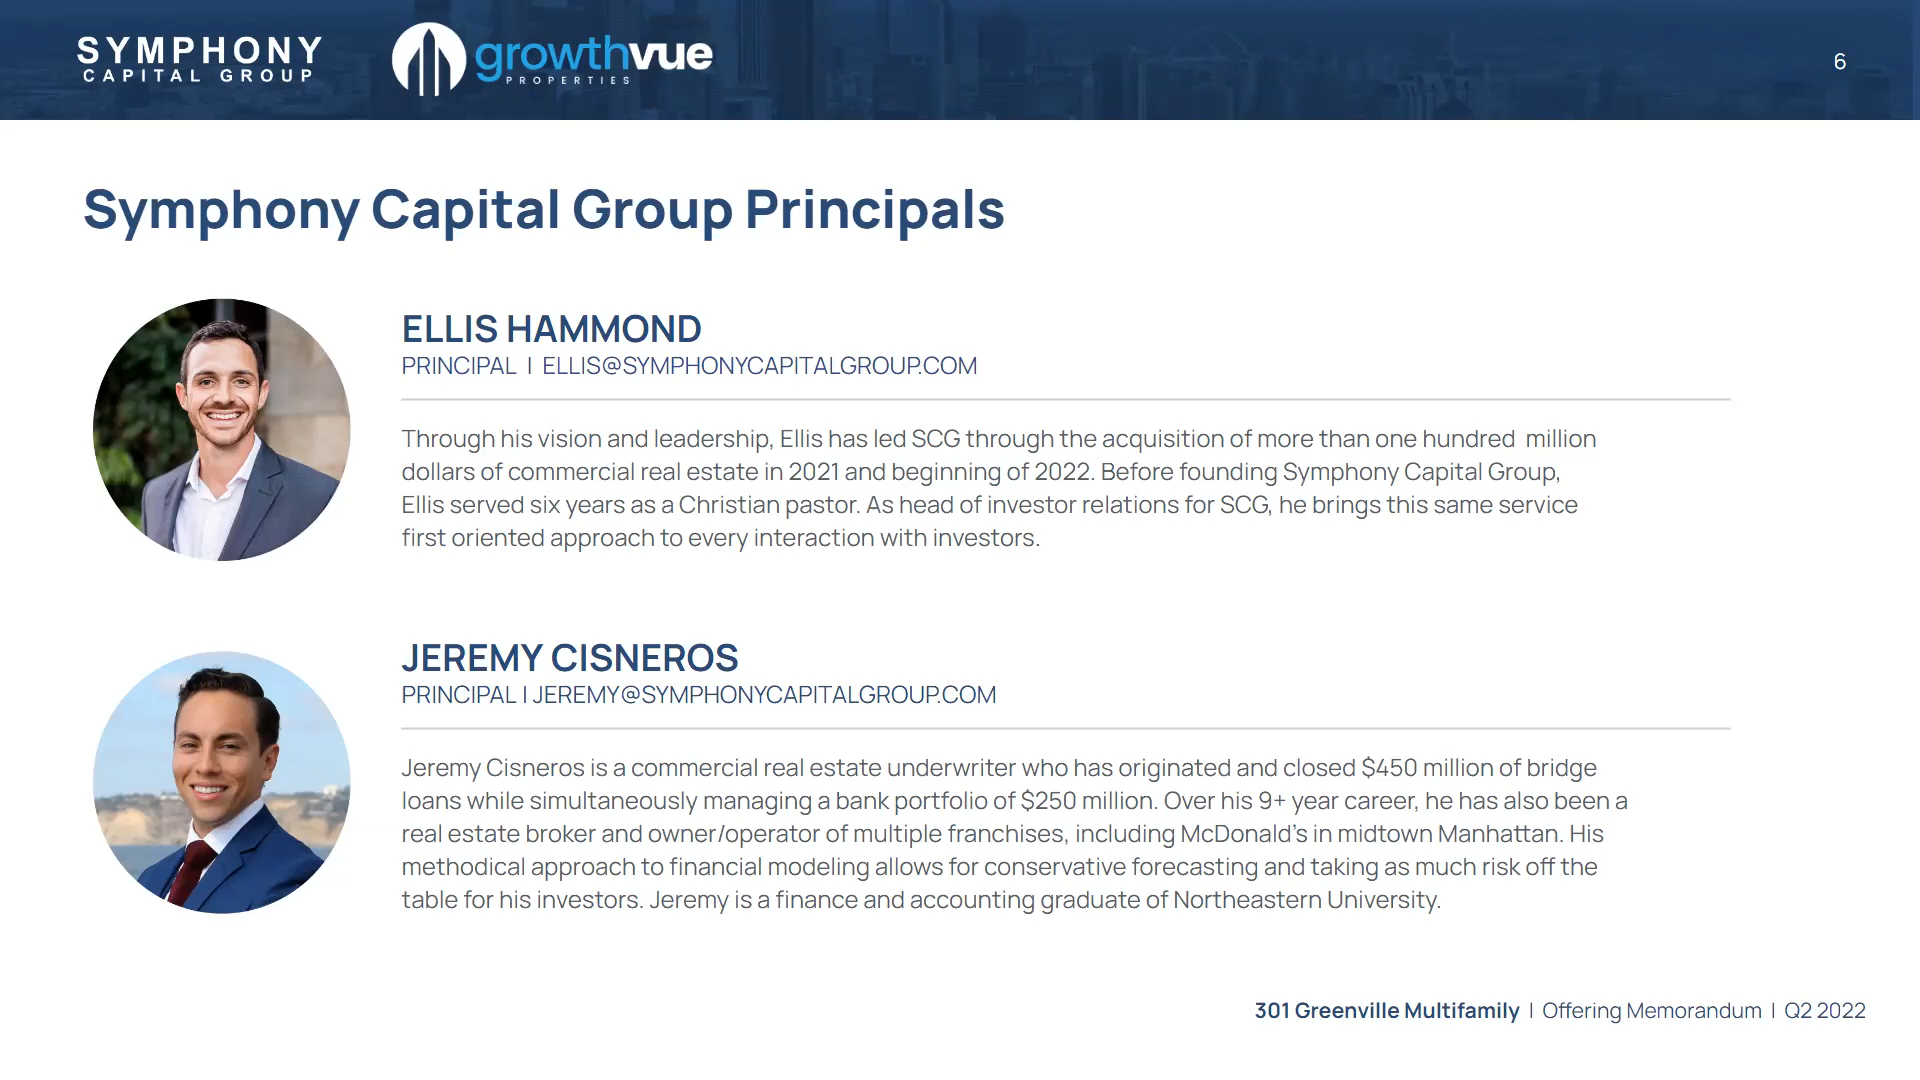 SYMPHONY
CAPITAL GROUP
growthvue
PROPERTIES
6
Symphony Capital Group Principals
ELLIS HAMMOND
PRINCIPAL | ELLIS@SYMPHONYCAPITALGROUP.COM
Through his vision and leadership, Ellis has led SCG through the acquisition of more than one hundred million
dollars of commercial real estate in 2021 and beginning of 2022. Before founding Symphony Capital Group,
Ellis served six years as a Christian pastor. As head of investor relations for SCG, he brings this same service
first oriented approach to every interaction with investors.
JEREMY CISNEROS
PRINCIPAL I JEREMY@SYMPHONYCAPITALGROUP.COM
Jeremy Cisneros is a commercial real estate underwriter who has originated and closed $450 million of bridge
loans while simultaneously managing a bank portfolio of $250 million. Over his 9+ year career, he has also been a
real estate broker and owner/operator of multiple franchises, including McDonald's in midtown Manhattan. His
methodical approach to financial modeling allows for conservative forecasting and taking as much risk off the
table for his investors. Jeremy is a finance and accounting graduate of Northeastern University.
301 Greenville Multifamily | Offering Memorandum | Q2 2022